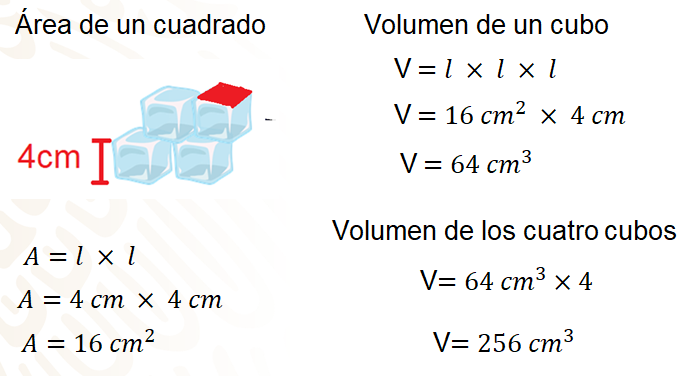 Área de un cuadrado
4cm
A = l × l
A = 4 cm × 4 cm
A = 16 cm²
Volumen de un cubo
V = l × l × l
V = 16 cm² × 4 cm
V = 64 cm³
Volumen de los cuatro cubos
V= 64 cm³ × 4
V= 256 cm³